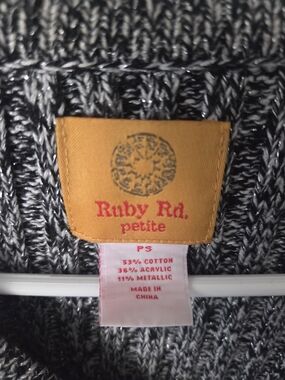 Ruby Rd.
petite
PS
53% COTTON
36% ACRYLIC
11% METALLIC
MADE IN
CHINA